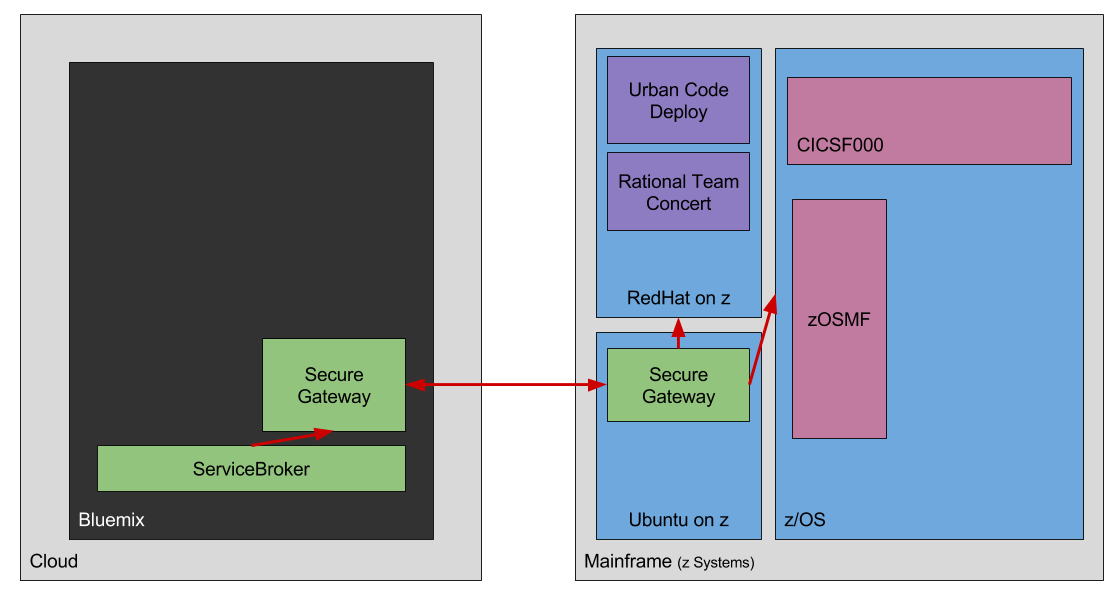 Secure
Gateway
ServiceBroker
Bluemix
Cloud
Urban Code
Deploy
Rational Team
Concert
RedHat on z
Secure
Gateway
Ubuntu on z
CICSF000
zOSMF
z/OS
Mainframe (z Systems)